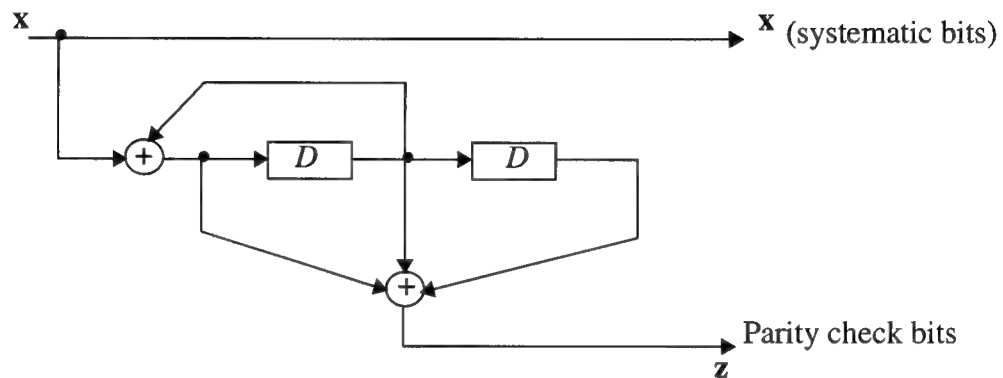 x
x (systematic bits)
+
D
D
+
Parity check bits
z